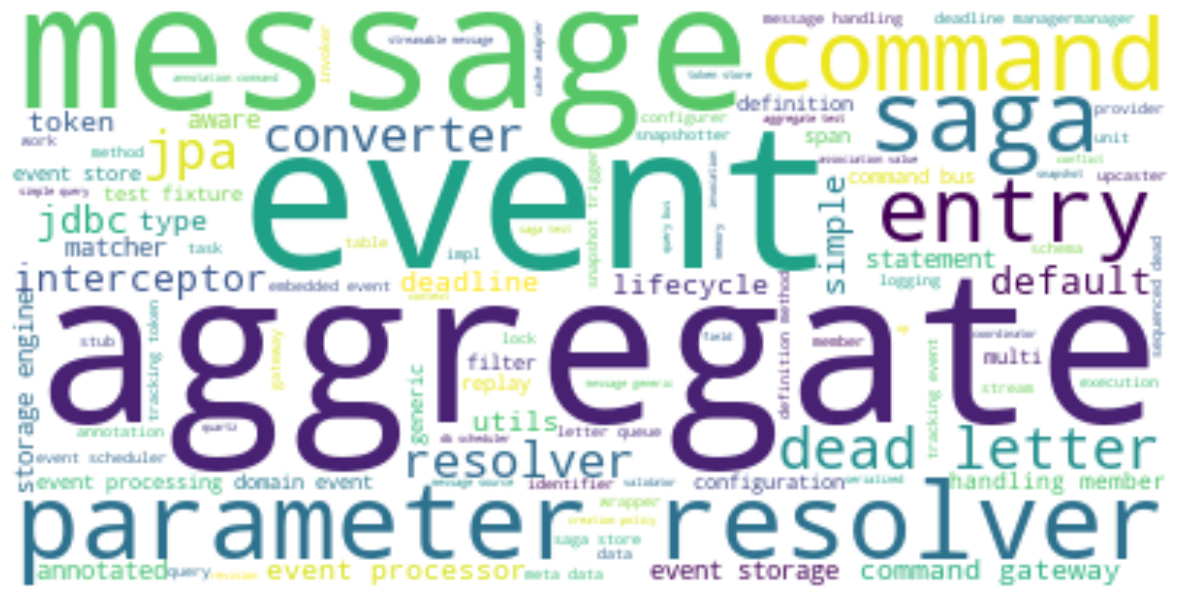 message
command
message handling
deadline managermanager
streamable message
invoker
cache adapter
annotation command
token store
token
work
aware
converter
configurer
snapshotter
definition
aggregate test
saga
provider
unit
span
method
jpa
event store
simple query
test fixture
event
snapshot trigger
query bus
invocation
memory
association value
conflict
command bus
snapshot
upcaster
simple
entry
jdbc
type
matcher
task
table
impl
saga test
statement
schema
logging
sequenced dead
interceptor
embedded event
deadline
context
lifecycle
default
definition method
aggregate
storage engine
stub
tracking token
gateway
lock
filter
replay
generic
field
message generic
member
coordinator
multi
stream
execution
tracking event
annotation
quartz
utils
db scheduler
letter queue
event scheduler
resolver
dead letter
event processing
domain event
message source
identifier
validator
configuration
serialized
handling member
parameter resolver
wrapper
creation policy
saga store
data
annotated
query
event processor
meta data
event storage
command gateway